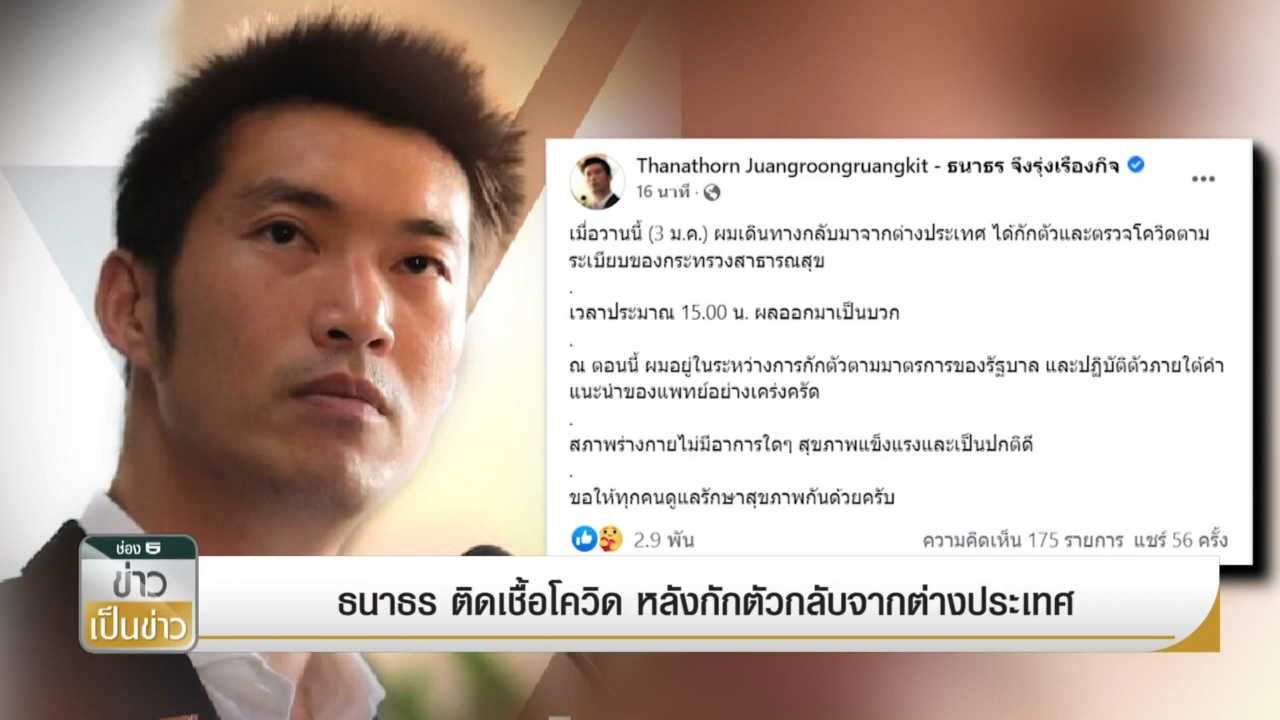 Thanathorn Juangroongruangkit - ธนาธร จึงรุ่งเรืองกิจ
16 นาที ·
เมื่อวานนี้ (3 ม.ค.) ผมเดินทางกลับมาจากต่างประเทศ ได้กักตัวและตรวจโควิดตาม
ระเบียบของกระทรวงสาธารณสุข
.
เวลาประมาณ 15.00 น. ผลออกมาเป็นบวก
.
ณ ตอนนี้ ผมอยู่ในระหว่างการกักตัวตามมาตรการของรัฐบาล และปฏิบัติตัวภายใต้คำ
แนะนำของแพทย์อย่างเคร่งครัด
.
สภาพร่างกายไม่มีอาการใดๆ สุขภาพแข็งแรงและเป็นปกติดี
.
ขอให้ทุกคนดูแลรักษาสุขภาพกันด้วยครับ
2.9 พัน ความคิดเห็น 175 รายการ แชร์ 56 ครั้ง
ช่อง 5
ข่าว
เป็นข่าว
ธนาธร ติดเชื้อโควิด หลังกักตัวกลับจากต่างประเทศ